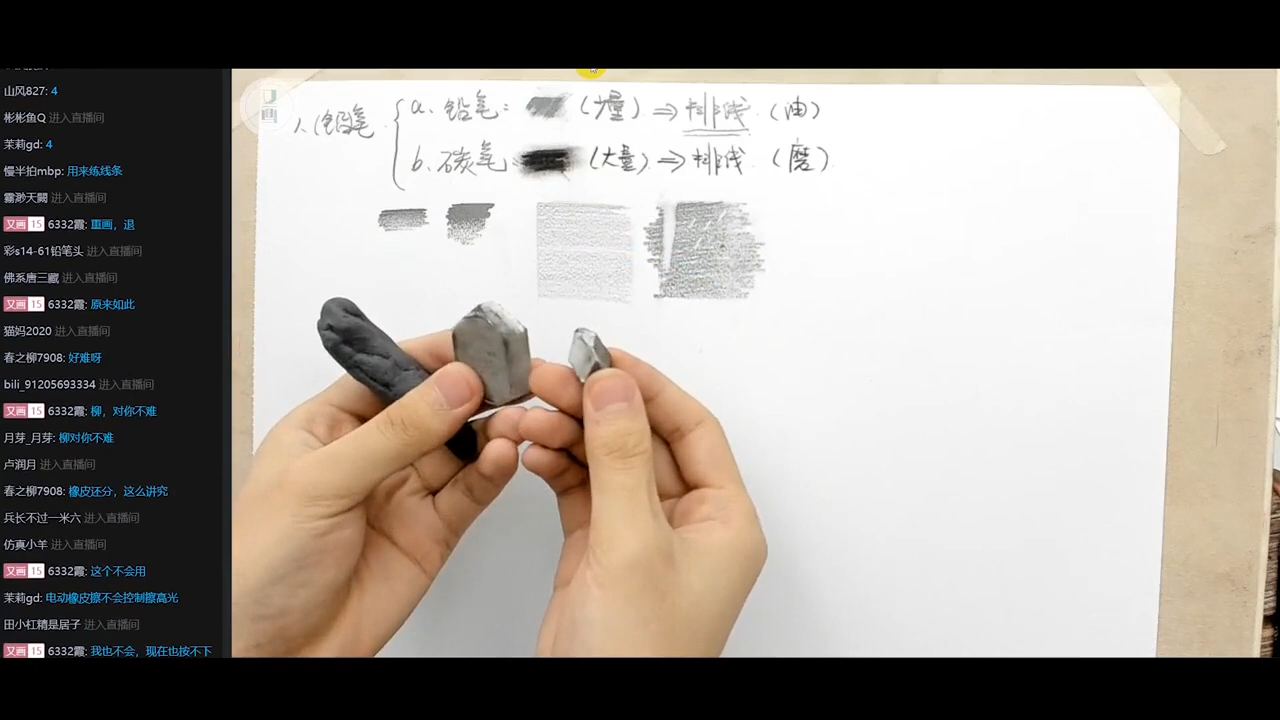 山风827: 4
彬彬鱼Q 进入直播间
茉莉gd: 4
慢半拍mbp: 用来练线条
霜渺天闕 进入直播间
又画 15 6332霞: 重画，退
彩s14-61铅笔头 进入直播间
佛系唐三藏 进入直播间
又画 15 6332霞: 原来如此
猫妈2020 进入直播间
春之柳7908: 好难呀
bili_91205693334 进入直播间
又画 15 6332霞: 柳，对你不难
月芽_月芽: 柳对你不难
卢润月 进入直播间
春之柳7908: 橡皮还分，这么讲究
兵长不过一米六 进入直播间
仿真小羊 进入直播间
又画 15 6332霞: 这个不会用
茉莉gd: 电动橡皮擦不会控制擦高光
田小杠精是居子 进入直播间
又画 15 6332霞: 我也不会，现在也按不下
1、铅笔
a、铅笔: (少量) ⇒ 排线 (由)
b、碳笔: (大量) ⇒ 排线 (磨)
画